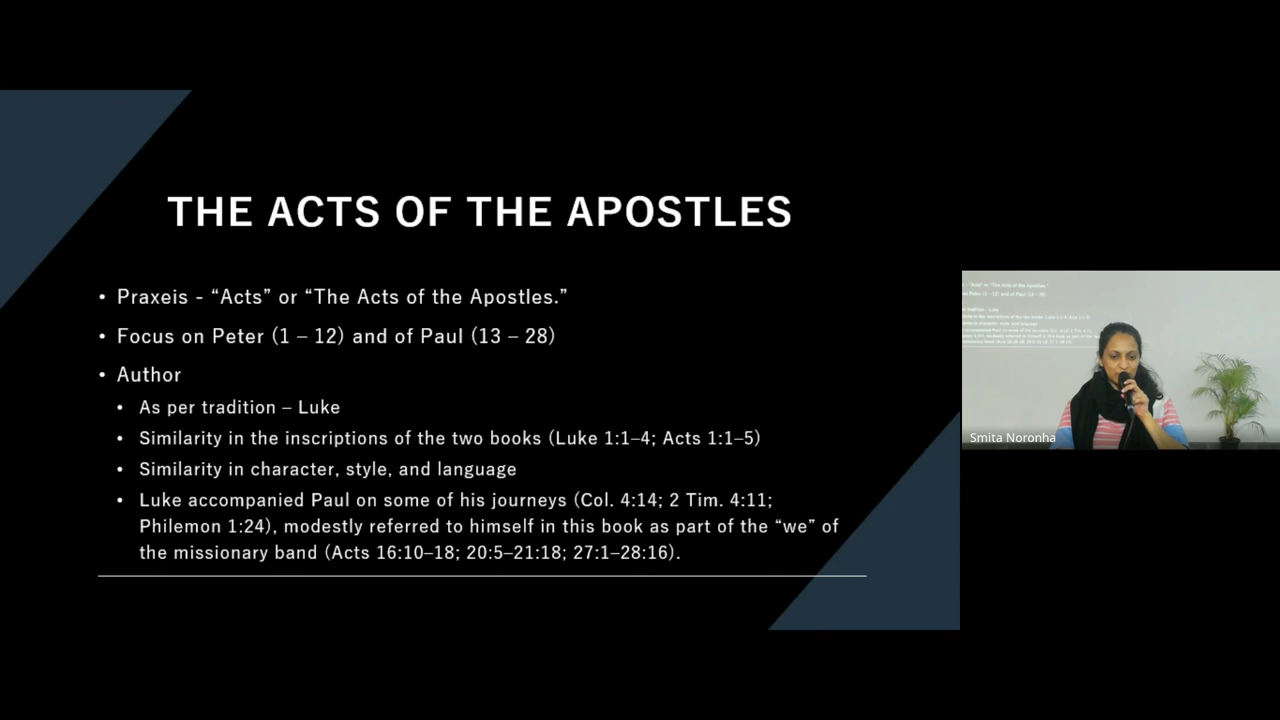 THE ACTS OF THE APOSTLES
• Praxeis - “Acts” or “The Acts of the Apostles.”
• Focus on Peter (1 – 12) and of Paul (13 – 28)
• Author
• As per tradition – Luke
• Similarity in the inscriptions of the two books (Luke 1:1–4; Acts 1:1–5)
• Similarity in character, style, and language
• Luke accompanied Paul on some of his journeys (Col. 4:14; 2 Tim. 4:11;
Philemon 1:24), modestly referred to himself in this book as part of the “we” of
the missionary band (Acts 16:10–18; 20:5–21:18; 27:1–28:16).
Smita Noronha